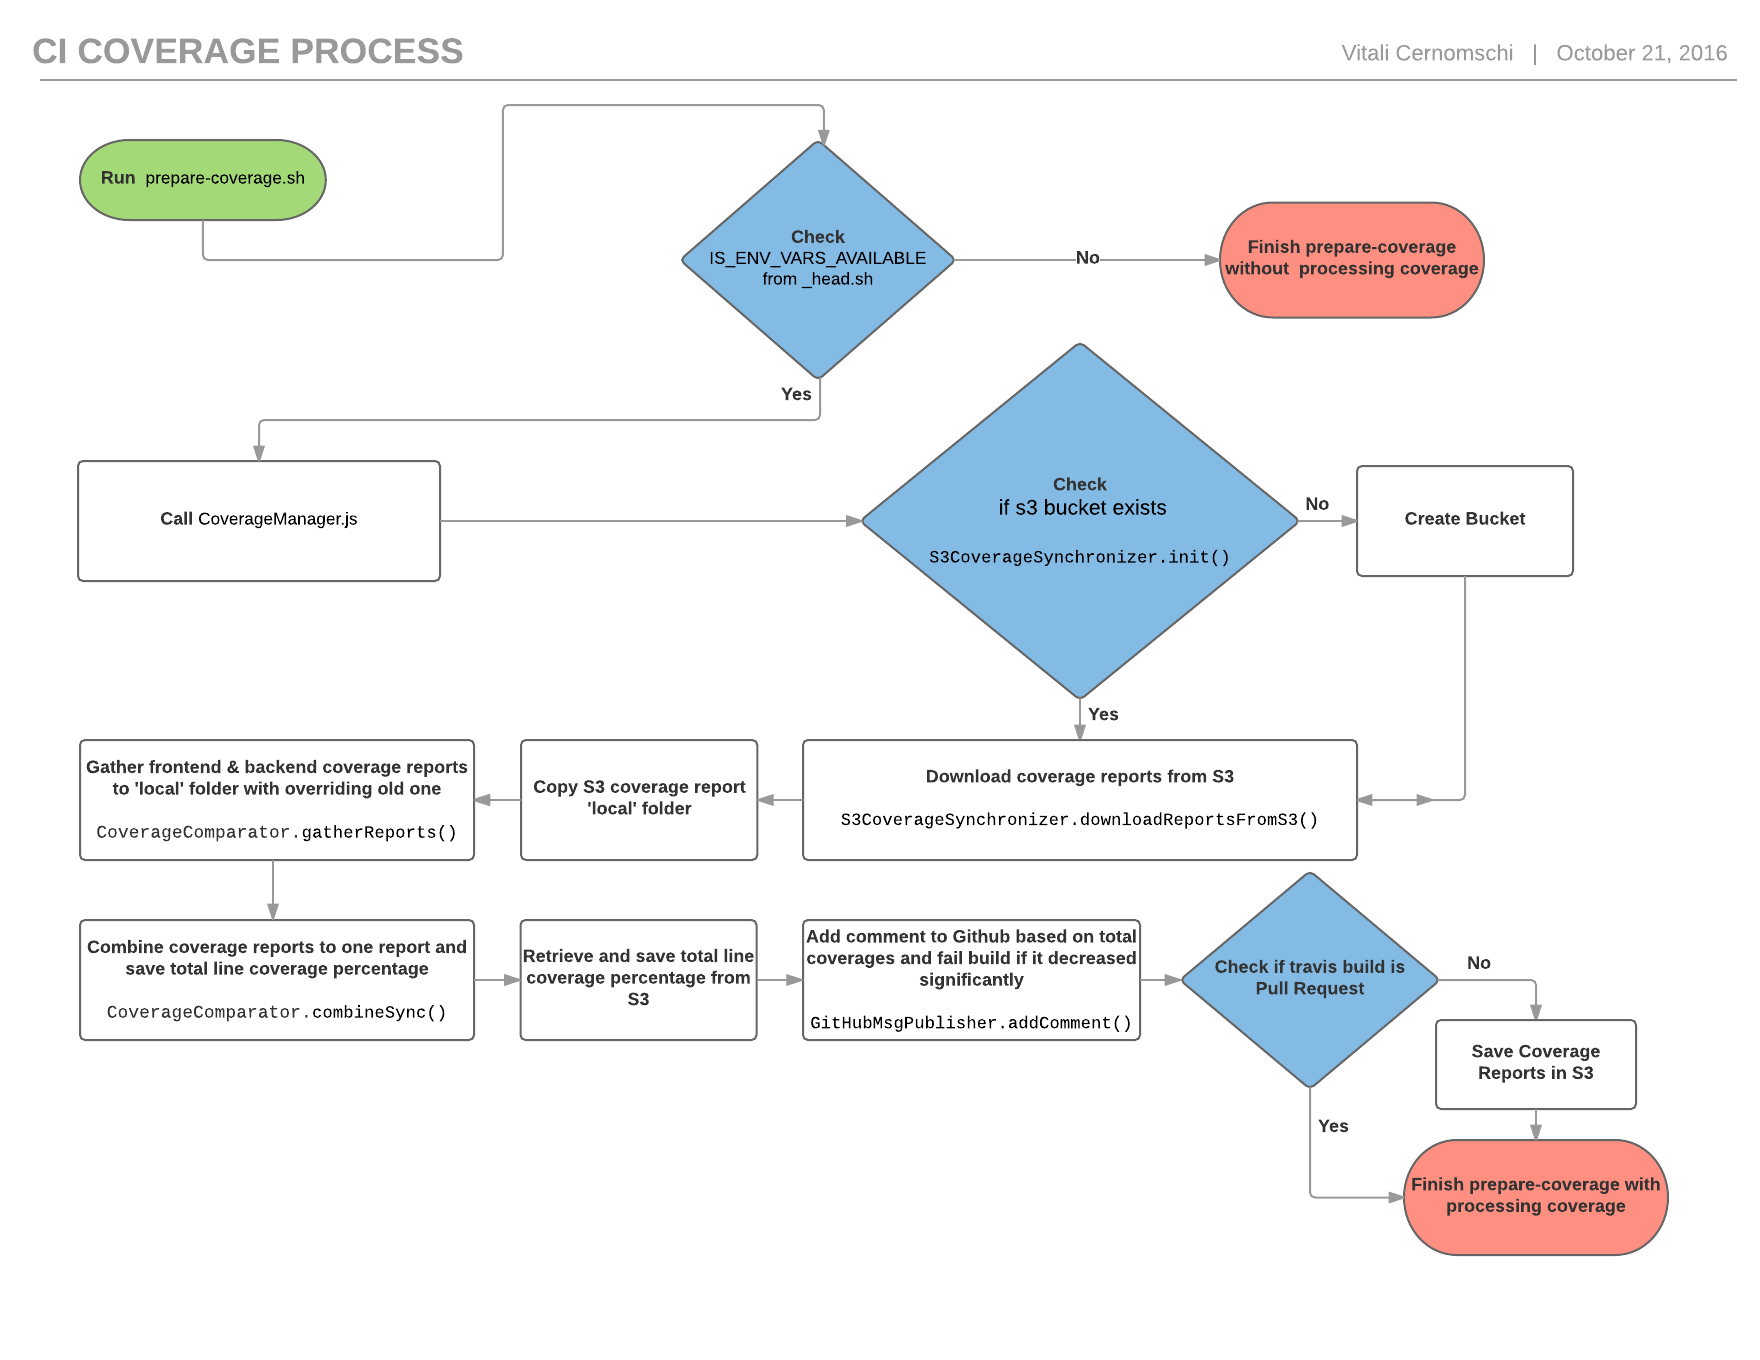 CI COVERAGE PROCESS
Vitali Cernomschi | October 21, 2016
Run prepare-coverage.sh
Check
IS_ENV_VARS_AVAILABLE
from _head.sh
No
Finish prepare-coverage
without processing coverage
Yes
Call CoverageManager.js
Check
if s3 bucket exists
S3CoverageSynchronizer.init()
No
Create Bucket
Yes
Download coverage reports from S3
S3CoverageSynchronizer.downloadReportsFromS3()
Copy S3 coverage report
'local' folder
Gather frontend & backend coverage reports
to 'local' folder with overriding old one
CoverageComparator.gatherReports()
Combine coverage reports to one report and
save total line coverage percentage
CoverageComparator.combineSync()
Retrieve and save total line
coverage percentage from
S3
Add comment to Github based on total
coverages and fail build if it decreased
significantly
GitHubMsgPublisher.addComment()
Check if travis build is
Pull Request
No
Save Coverage
Reports in S3
Yes
Finish prepare-coverage with
processing coverage